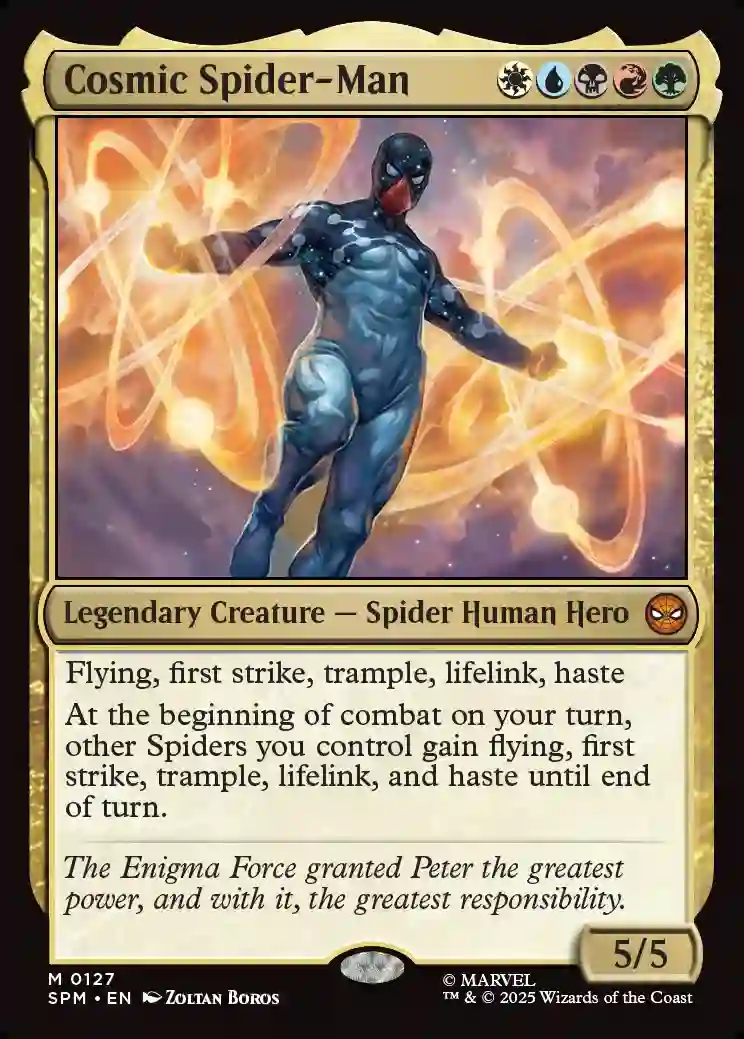 Cosmic Spider-Man
Legendary Creature — Spider Human Hero
Flying, first strike, trample, lifelink, haste
At the beginning of combat on your turn,
other Spiders you control gain flying, first
strike, trample, lifelink, and haste until end
of turn.
The Enigma Force granted Peter the greatest
power, and with it, the greatest responsibility.
5/5
M 0127
SPM • EN Zoltan Boros
© MARVEL
™ & © 2025 Wizards of the Coast